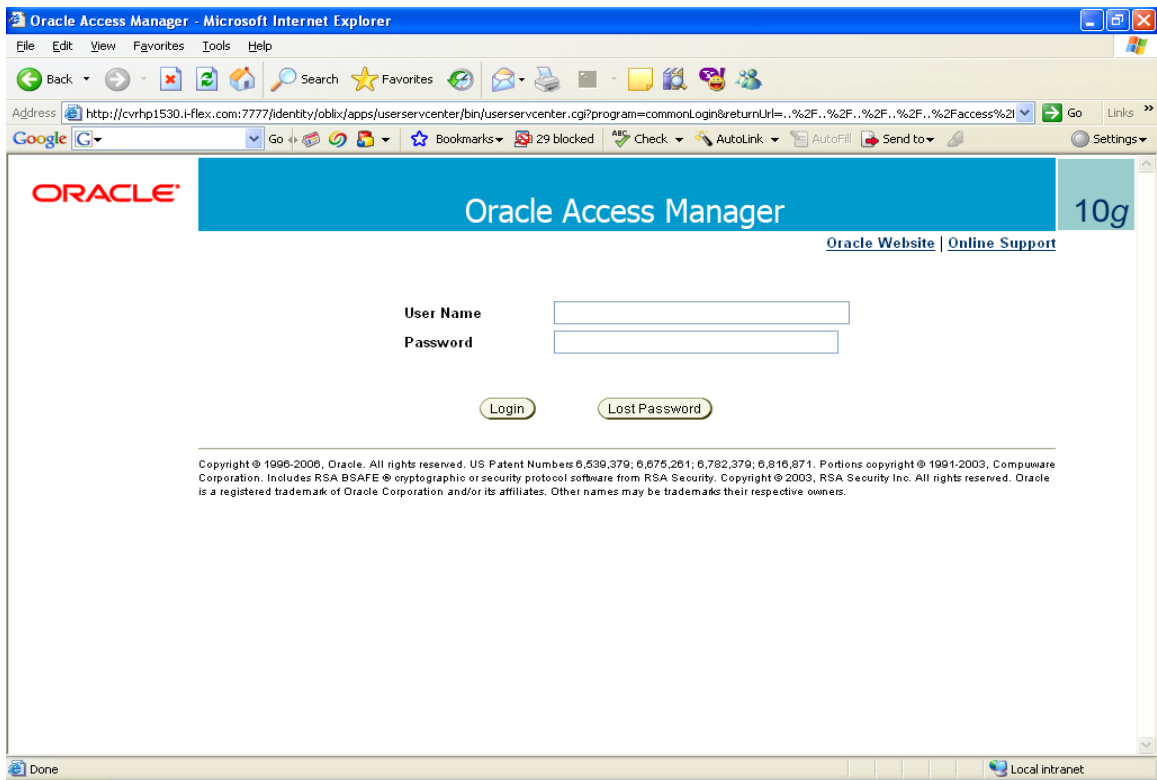 Oracle Access Manager - Microsoft Internet Explorer
File Edit View Favorites Tools Help
Back Search Favorites
Address http://cvrhp1530.i-flex.com:7777/identity/oblix/apps/userservcenter/bin/userservcenter.cgi?program=commonLogin&returnUrl=..%2F..%2F..%2F..%2Faccess%2 Go Links »
Google G Go Bookmarks 29 blocked ABC Check AutoLink AutoFill Send to Settings
ORACLE
Oracle Access Manager
10g
Oracle Website | Online Support
User Name
Password
Login Lost Password
Copyright © 1996-2006, Oracle. All rights reserved. US Patent Numbers 6,539,379; 6,675,261; 6,782,379; 6,816,871. Portions copyright © 1991-2003, Compuware
Corporation. Includes RSA BSAFE ® cryptographic or security protocol software from RSA Security. Copyright © 2003, RSA Security Inc. All rights reserved. Oracle
is a registered trademark of Oracle Corporation and/or its affiliates. Other names may be trademarks their respective owners.
Done Local intranet